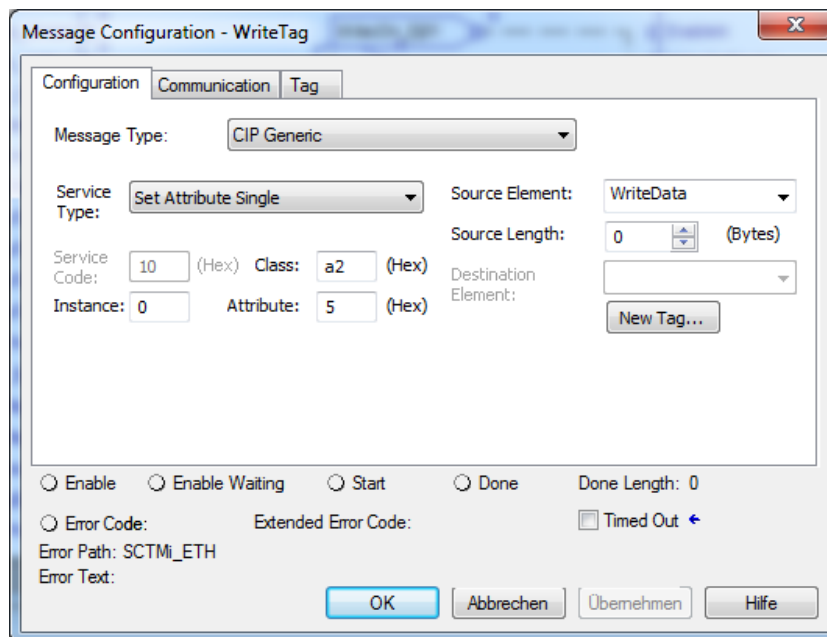 Message Configuration - WriteTag
Configuration Communication Tag
Message Type: CIP Generic
Service Type: Set Attribute Single
Source Element: WriteData
Source Length: 0 (Bytes)
Service Code: 10 (Hex) Class: a2 (Hex)
Destination Element:
Instance: 0 Attribute: 5 (Hex)
New Tag...
Enable Enable Waiting Start Done Done Length: 0
Error Code: Extended Error Code: Timed Out
Error Path: SCTMi_ETH
Error Text:
OK Abbrechen Übernehmen Hilfe